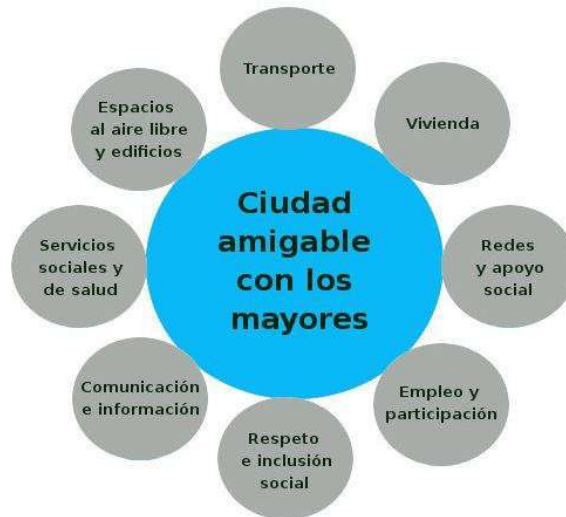 Transporte
Vivienda
Redes
y apoyo
social
Empleo y
participación
Respeto
e inclusión
social
Comunicación
e información
Servicios
sociales y
de salud
Espacios
al aire libre
y edificios
Ciudad
amigable
con los
mayores